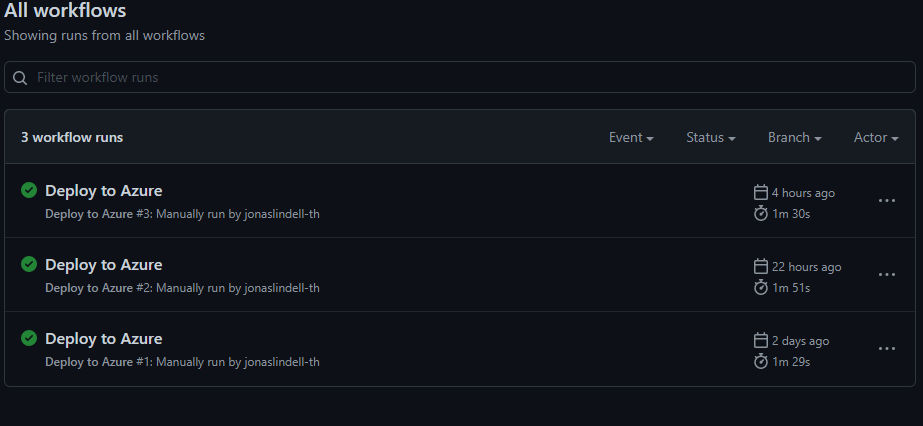 All workflows
Showing runs from all workflows
Filter workflow runs
3 workflow runs Event Status Branch Actor
Deploy to Azure
4 hours ago
Deploy to Azure #3: Manually run by jonaslindell-th
1m 30s
Deploy to Azure
22 hours ago
Deploy to Azure #2: Manually run by jonaslindell-th
1m 51s
Deploy to Azure
2 days ago
Deploy to Azure #1: Manually run by jonaslindell-th
1m 29s